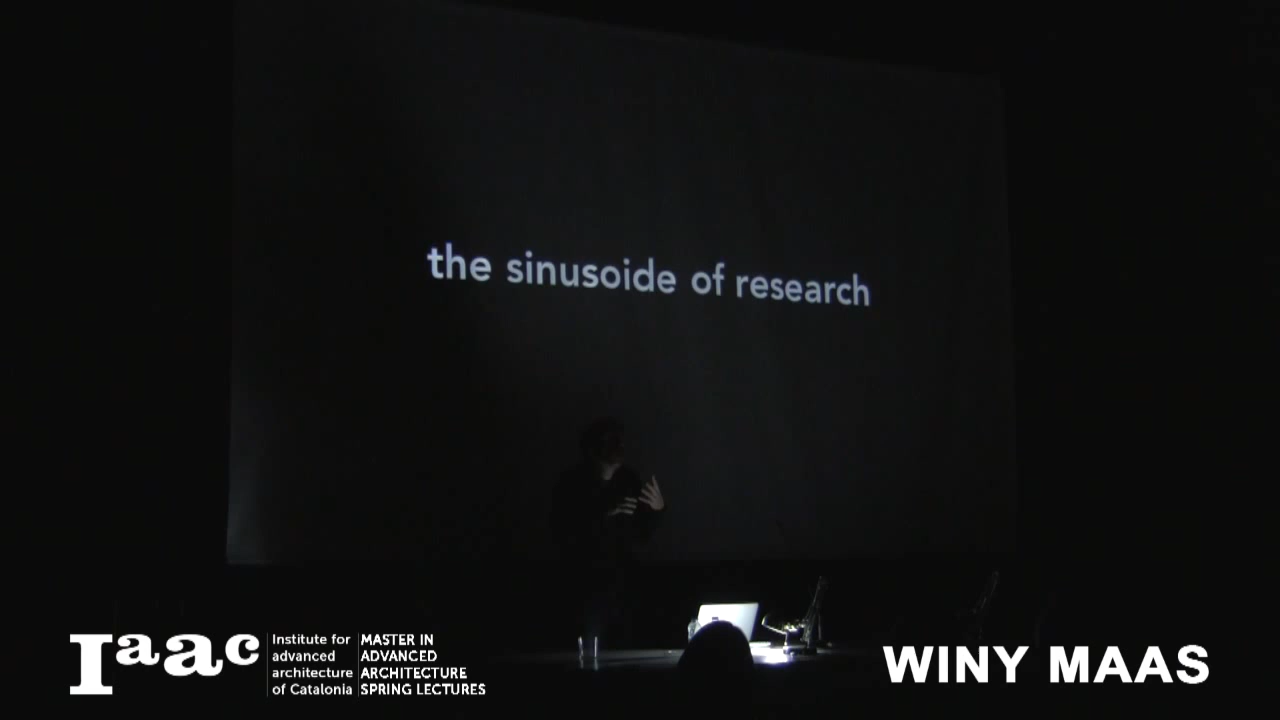 the sinusoide of research
Iaac
Institute for
advanced
architecture
of Catalonia
MASTER IN
ADVANCED
ARCHITECTURE
SPRING LECTURES
WINY MAAS